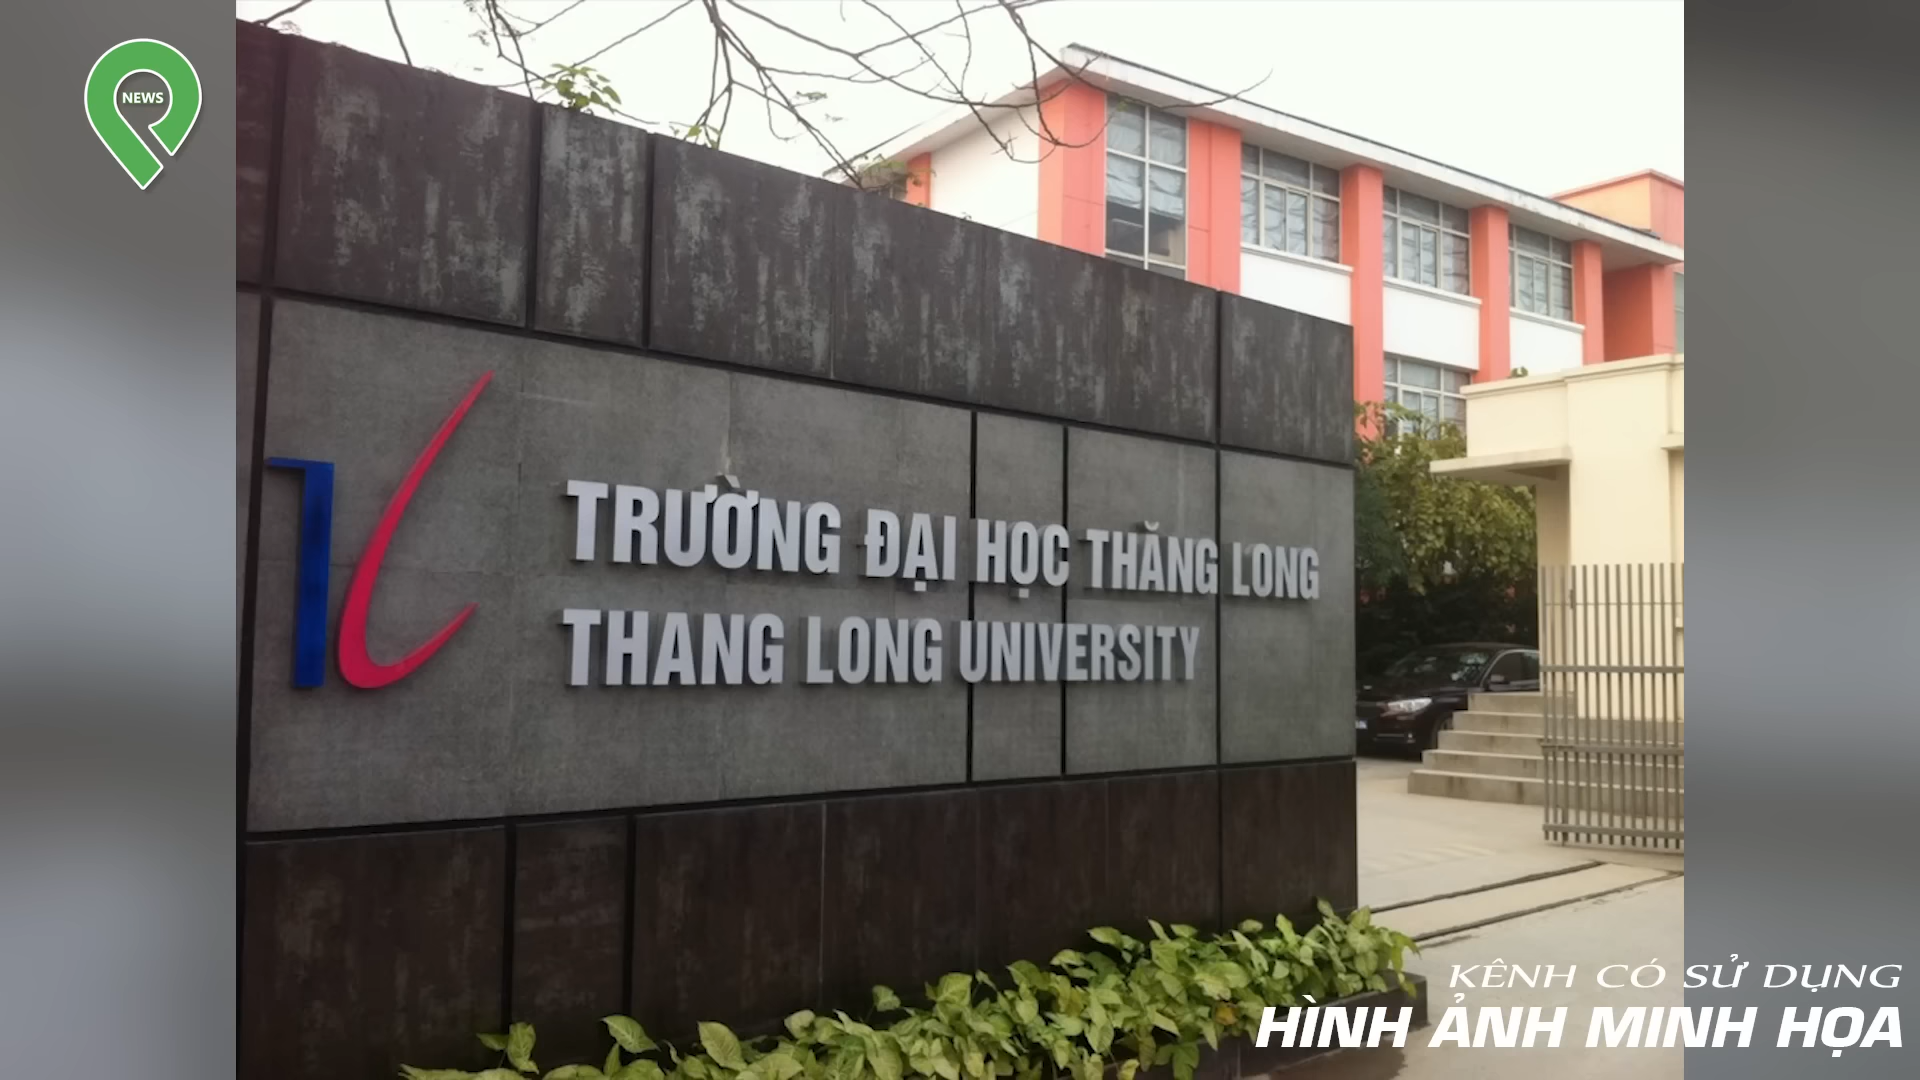 NEWS
TRƯỜNG ĐẠI HỌC THĂNG LONG
THANG LONG UNIVERSITY
KÊNH CÓ SỬ DỤNG
HÌNH ẢNH MINH HỌA